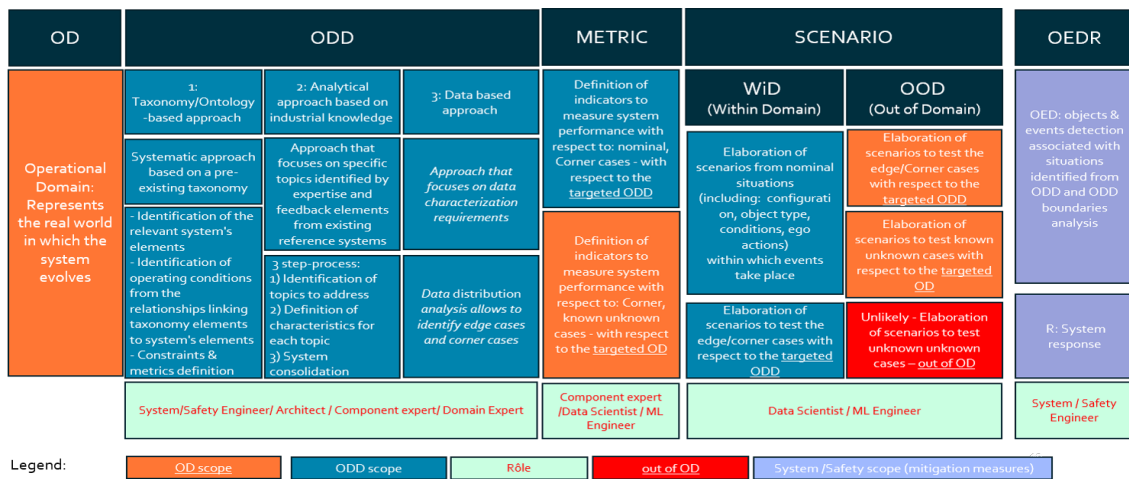 OD
ODD
METRIC
SCENARIO
OEDR
Operational
Domain:
Represents
the real world
in which the
system
evolves
1:
Taxonomy/Ontology
-based approach
Systematic approach
based on a pre-
existing taxonomy
- Identification of the
relevant system's
elements
- Identification of
operating conditions
from the
relationships linking
taxonomy elements
to system's elements
- Constraints &
metrics definition
2: Analytical
approach based on
industrial knowledge
Approach that
focuses on specific
topics identified by
expertise and
feedback elements
from existing
reference systems
3 step-process:
1) Identification of
topics to address
2) Definition of
characteristics for
each topic
3) System
consolidation
3: Data based
approach
Approach that
focuses on data
characterization
requirements
Data distribution
analysis allows to
identify edge cases
and corner cases
Definition of
indicators to
measure system
performance with
respect to: nominal,
Corner cases - with
respect to the
targeted ODD
Definition of
indicators to
measure system
performance with
respect to: Corner,
known unknown
cases - with respect
to the targeted OD
WiD
(Within Domain)
Elaboration of
scenarios from nominal
situations
(including: configurati
on, object type,
conditions, ego
actions)
within which events
take place
Elaboration of
scenarios to test the
edge/corner cases with
respect to the targeted
ODD
OOD
(Out of Domain)
Elaboration of
scenarios to test the
edge/Corner cases
with respect to the
targeted ODD
Elaboration of
scenarios to test known
unknown cases with
respect to the targeted
OD
Unlikely - Elaboration
of scenarios to test
unknown unknown
cases – out of OD
OED: objects &
events detection
associated with
situations
identified from
ODD and ODD
boundaries
analysis
R: System
response
System/Safety Engineer/ Architect / Component expert/ Domain Expert
Component expert
/Data Scientist / ML
Engineer
Data Scientist / ML Engineer
System / Safety
Engineer
Legend:
OD scope
ODD scope
Rôle
out of OD
System /Safety scope (mitigation measures)